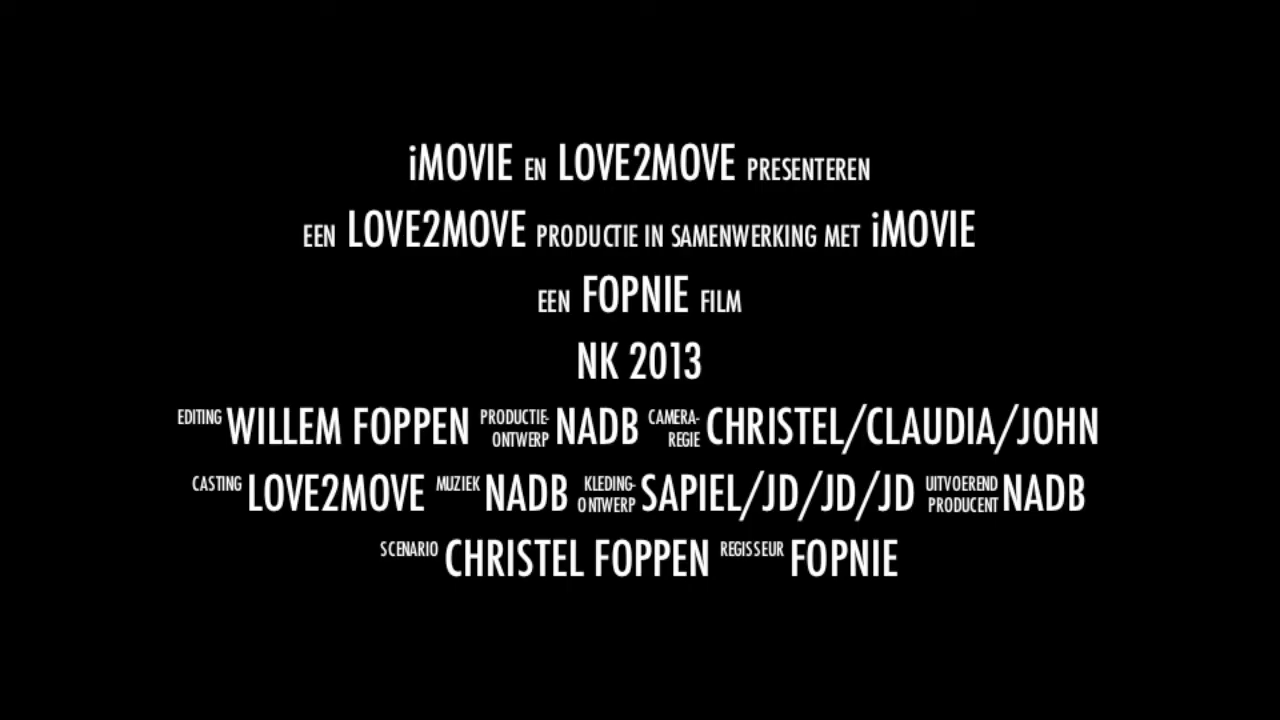 iMOVIE EN LOVE2MOVE PRESENTEREN
EEN LOVE2MOVE PRODUCTIE IN SAMENWERKING MET iMOVIE
EEN FOPNIE FILM
NK 2013
EDITING WILLEM FOPPEN PRODUCTIE-ONTWERP NADB CAMERA-REGIE CHRISTEL/CLAUDIA/JOHN
CASTING LOVE2MOVE MUZIEK NADB KLEDING-ONTWERP SAPIEL/JD/JD/JD UITVOEREND PRODUCENT NADB
SCENARIO CHRISTEL FOPPEN REGISSEUR FOPNIE